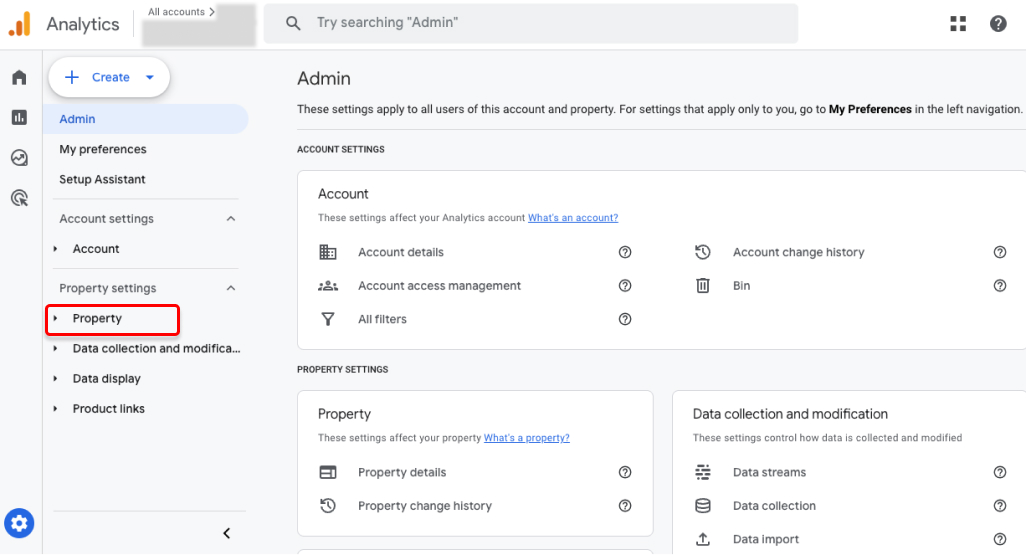 Analytics
All accounts
Try searching "Admin"
Create
Admin
My preferences
Setup Assistant
Account settings
Account
Property settings
Property
Data collection and modifica...
Data display
Product links
Admin
These settings apply to all users of this account and property. For settings that apply only to you, go to My Preferences in the left navigation.
ACCOUNT SETTINGS
Account
These settings affect your Analytics account What's an account?
Account details
Account change history
Account access management
Bin
All filters
PROPERTY SETTINGS
Property
These settings affect your property What's a property?
Property details
Property change history
Data collection and modification
These settings control how data is collected and modified
Data streams
Data collection
Data import